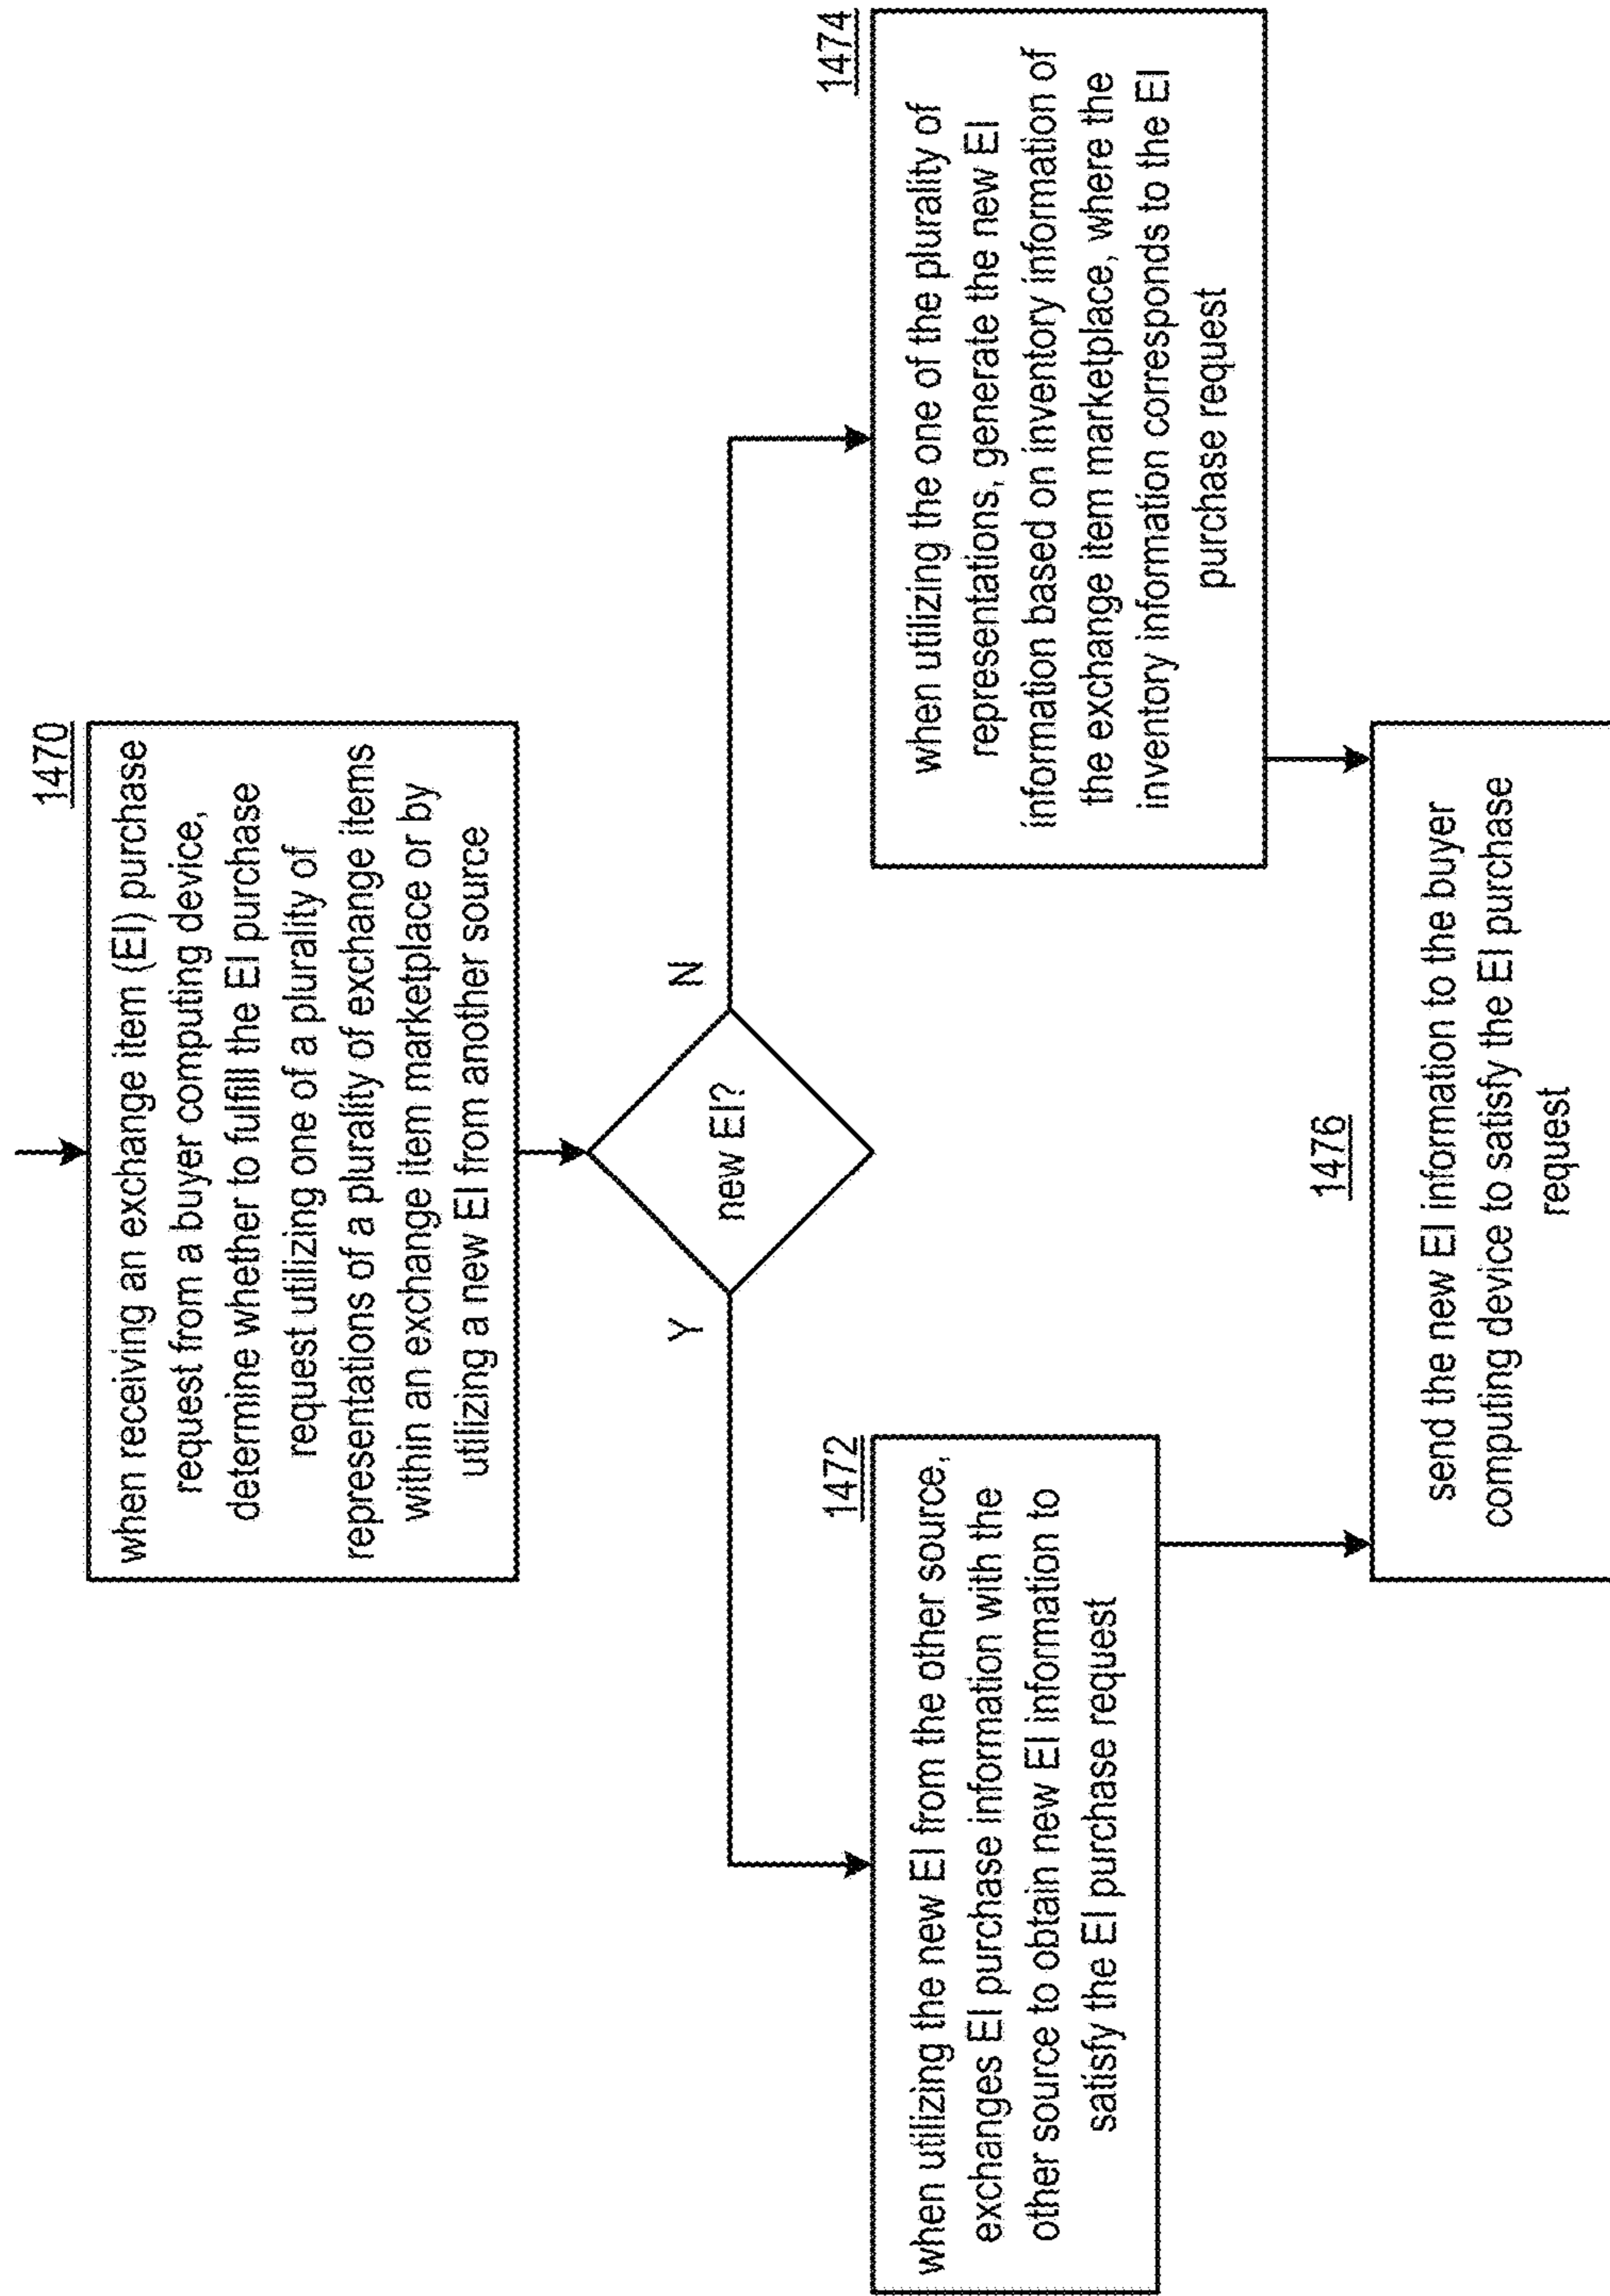 1470
when receiving an exchange item (EI) purchase
request from a buyer computing device,
determine whether to fulfill the EI purchase
request utilizing one of a plurality of
representations of a plurality of exchange items
within an exchange item marketplace or by
utilizing a new EI from another source
new EI?
Y
N
1472
when utilizing the new EI from the other source,
exchanges EI purchase information with the
other source to obtain new EI information to
satisfy the EI purchase request
1474
when utilizing the one of the plurality of
representations, generate the new EI
information based on inventory information of
the exchange item marketplace, where the
inventory information corresponds to the EI
purchase request
1476
send the new EI information to the buyer
computing device to satisfy the EI purchase
request